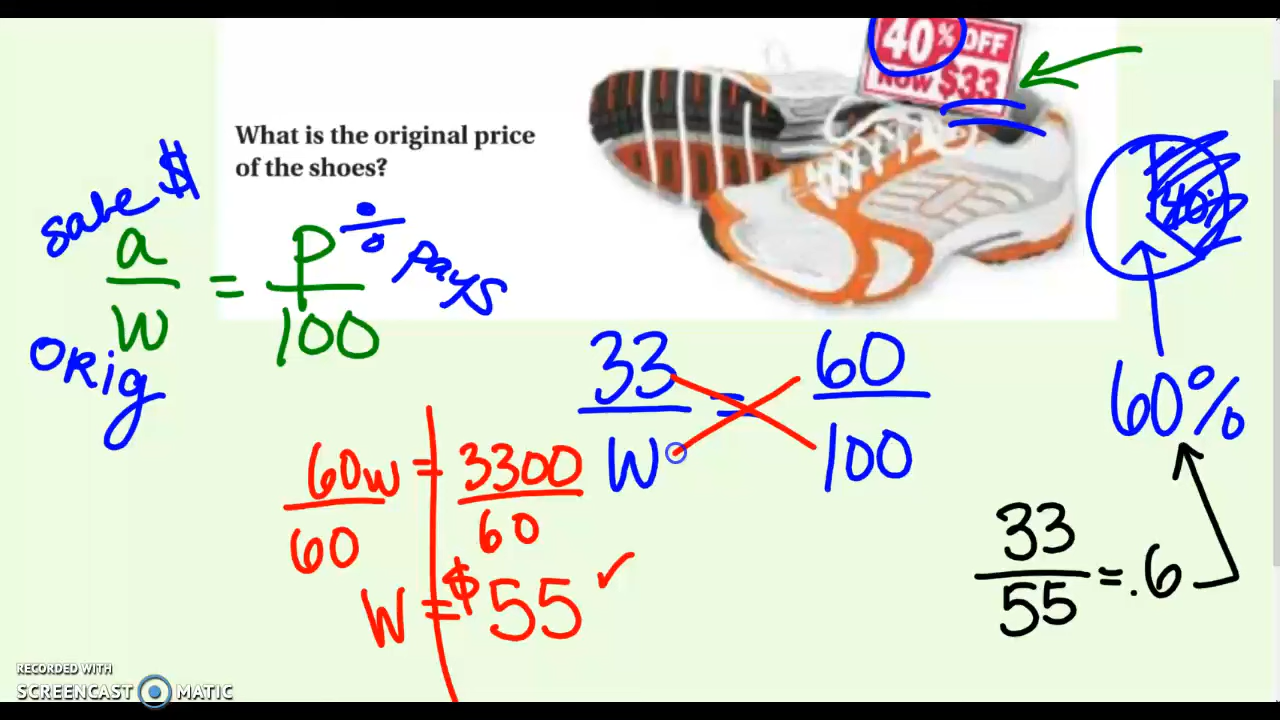 40% OFF
NOW $33
What is the original price
of the shoes?
sale $
a
W
=
P
100
÷
pays
Orig
33
W
=
60
100
60%
60w = 3300
60
60
W = $55 ✓
33
55
= .6
RECORDED WITH
SCREENCAST MATIC